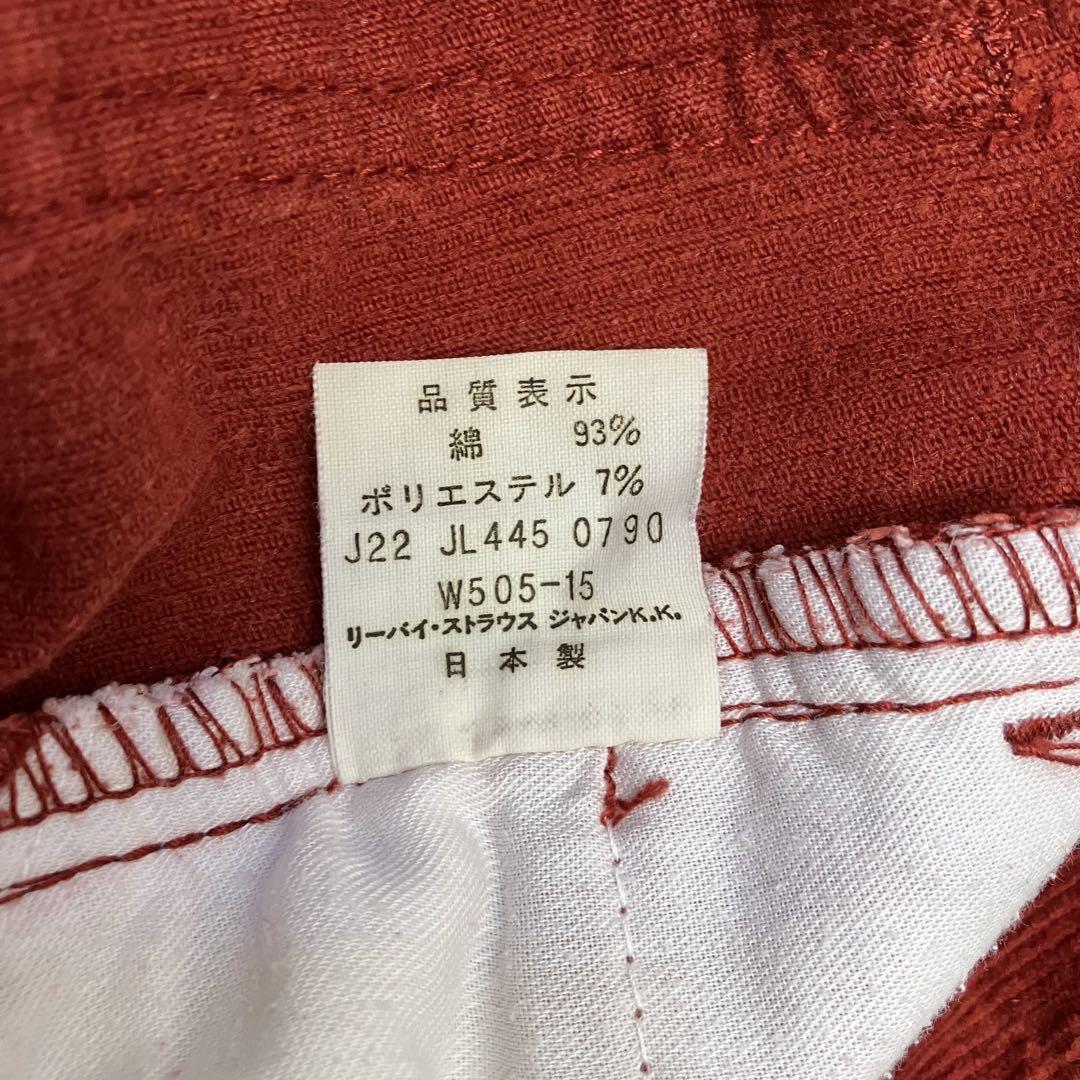 品質表示
綿 93%
ポリエステル 7%
J22 JL445 0790
W505-15
リーバイ・ストラウス ジャパンK.K.
日本製